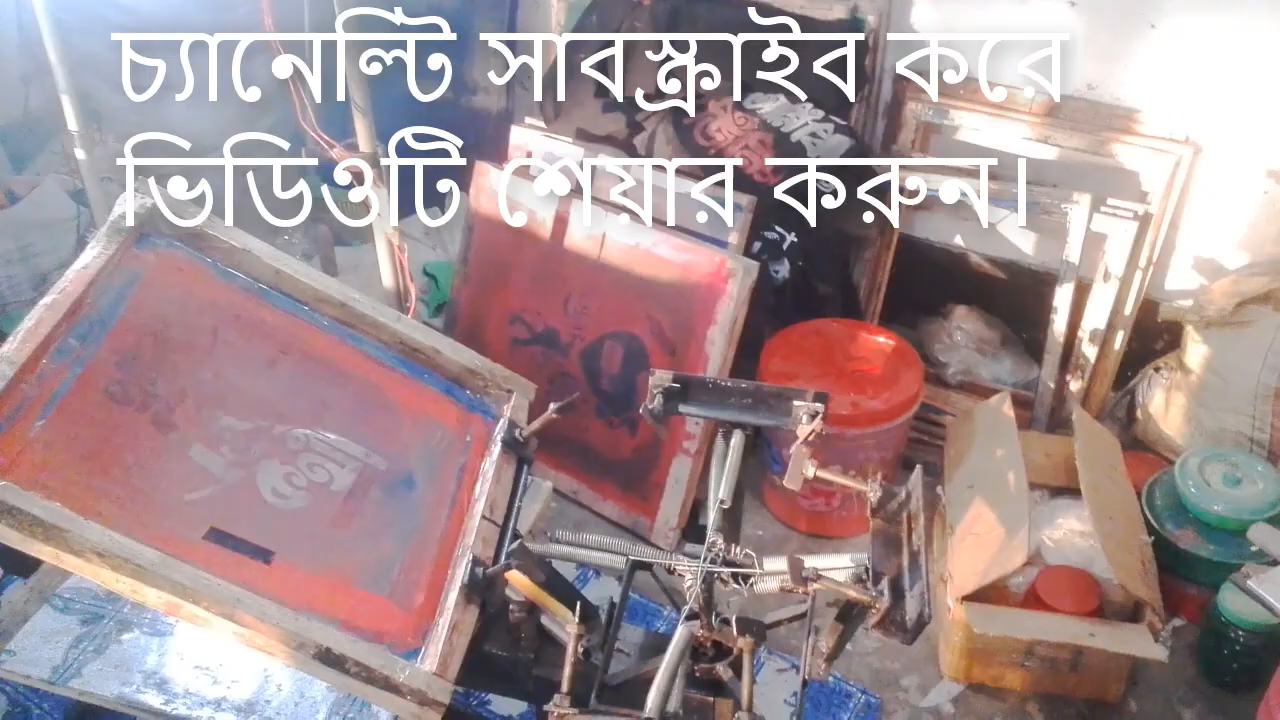 চ্যানেল্টি সাবস্ক্রাইব করে
ভিডিওটি শেয়ার করুন।